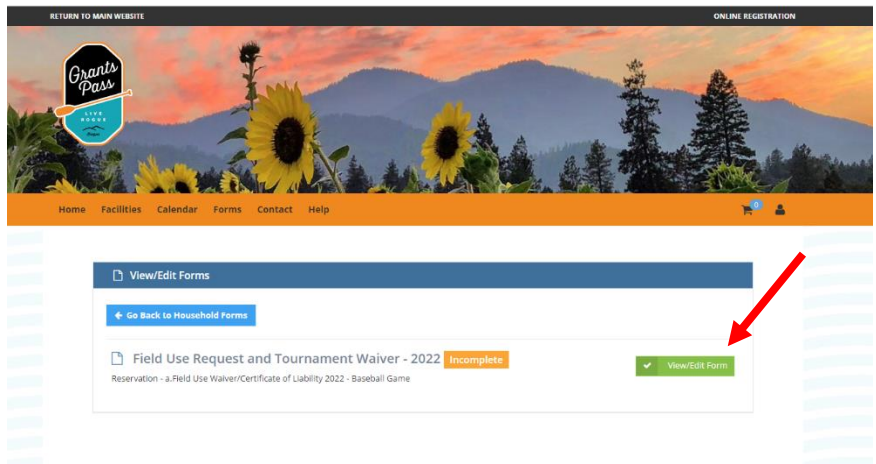 RETURN TO MAIN WEBSITE
ONLINE REGISTRATION
Grants
Pass
LIVE
ROGUE
Home Facilities Calendar Forms Contact Help
0
View/Edit Forms
Go Back to Household Forms
Field Use Request and Tournament Waiver - 2022 Incomplete
View/Edit Form
Reservation - a.Field Use Waiver/Certificate of Liability 2022 - Baseball Game